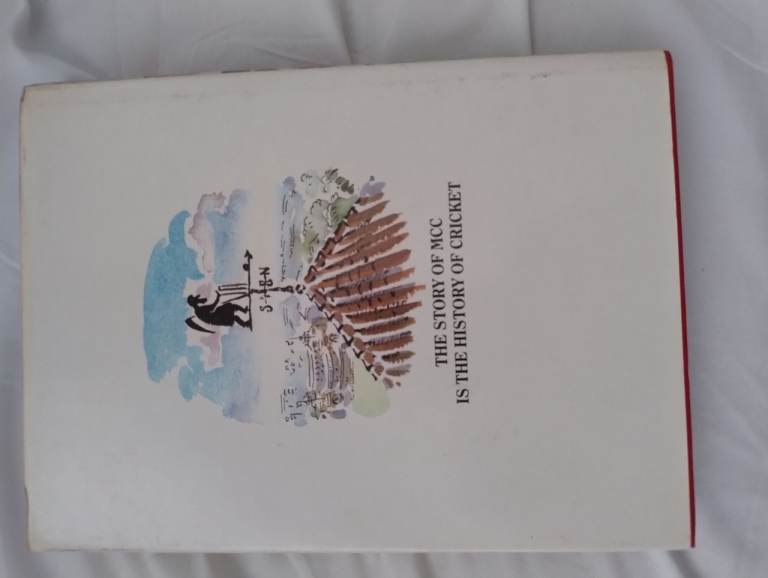 THE STORY OF MCC
IS THE HISTORY OF CRICKET